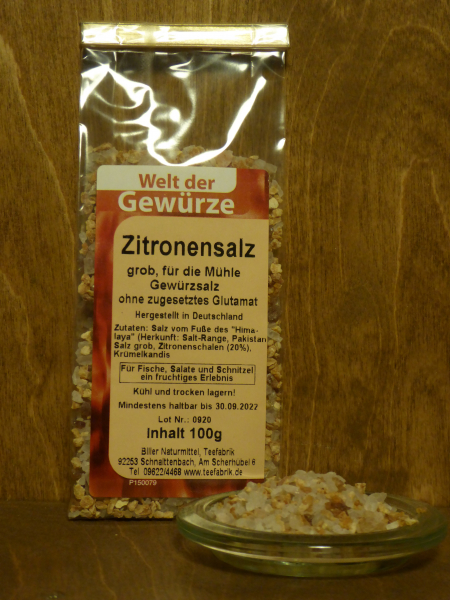 Welt der
Gewürze
Zitronensalz
grob, für die Mühle
Gewürzsalz
ohne zugesetztes Glutamat
Hergestellt in Deutschland
Zutaten: Salz vom Fuße des "Hima-
laya" (Herkunft: Salt-Range, Pakistan
Salz grob, Zitronenschalen (20%),
Krümelkandis
Für Fische, Salate und Schnitzel
ein fruchtiges Erlebnis
Kühl und trocken lagern!
Mindestens haltbar bis 30.09.2022
Lot Nr.: 0920
Inhalt 100g
Biller Naturmittel, Teefabrik
92253 Schnaittenbach, Am Scherhübel 6
Tel. 09622/4468 www.teefabrik.de
P150079